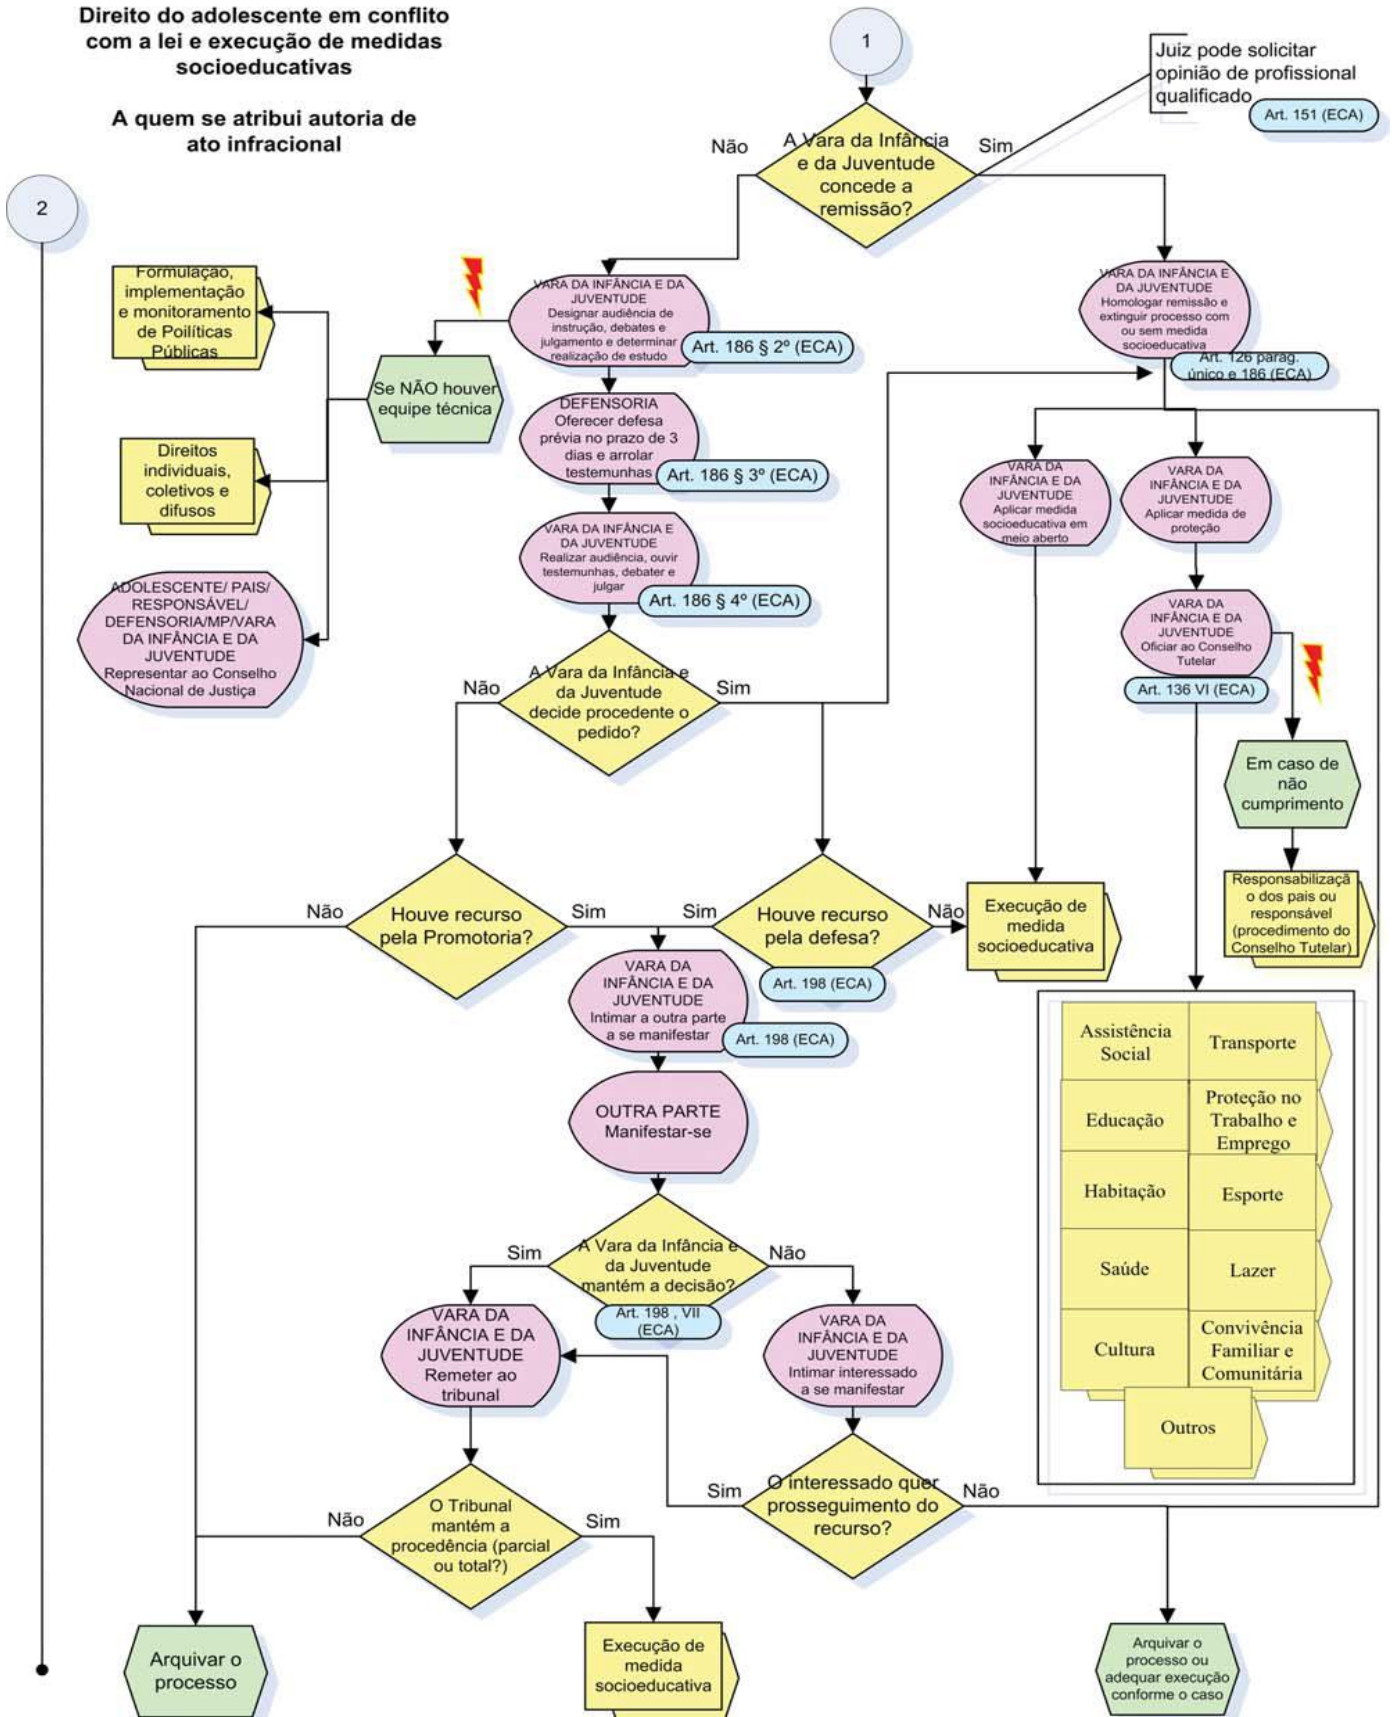 Direito do adolescente em conflito
com a lei e execução de medidas
socioeducativas
A quem se atribui autoria de
ato infracional
1
Juiz pode solicitar
opinião de profissional
qualificado
Art. 151 (ECA)
Não
A Vara da Infância
e da Juventude
concede a
remissão?
Sim
2
Formulação,
implementação
e monitoramento
de Poilíticas
Públicas
VARA DA INFÂNCIA E DA
JUVENTUDE
Designar audiência de
instrução, debates e
julgamento e determinar
realização de estudo
Art. 186 § 2º (ECA)
VARA DA INFÂNCIA E
DA JUVENTUDE
Homologar remissão e
extinguir processo com
ou sem medida
socioeducativa
Art. 126 parag.
único e 186 (ECA)
Se NÃO houver
equipe técnica
DEFENSORIA
Oferecer defesa
prévia no prazo de 3
dias e arrolar
testemunhas
Art. 186 § 3º (ECA)
Direitos
individuais,
coletivos e
difusos
VARA DA
INFÂNCIA E DA
JUVENTUDE
Aplicar medida
socioeducativa em
meio aberto
VARA DA
INFÂNCIA E DA
JUVENTUDE
Aplicar medida de
proteção
VARA DA INFÂNCIA E
DA JUVENTUDE
Realizar audiência, ouvir
testemunhas, debater e
julgar
Art. 186 § 4º (ECA)
ADOLESCENTE/ PAIS/
RESPONSÁVEL/
DEFENSORIA/MP/VARA
DA INFÂNCIA E DA
JUVENTUDE
Representar ao Conselho
Nacional de Justiça
VARA DA
INFÂNCIA E DA
JUVENTUDE
Oficiar ao Conselho
Tutelar
Art. 136 VI (ECA)
Não
A Vara da Infância e
da Juventude
decide procedente o
pedido?
Sim
Em caso de
não
cumprimento
Responsabilizaçã
o dos pais ou
responsável
(procedimento do
Conselho Tutelar)
Não
Houve recurso
pela Promotoria?
Sim
Sim
Houve recurso
pela defesa?
Não
Art. 198 (ECA)
Execução de
medida
socioeducativa
VARA DA
INFÂNCIA E DA
JUVENTUDE
Intimar a outra parte
a se manifestar
Art. 198 (ECA)
Assistência
Social
Transporte
Educação
Proteção no
Trabalho e
Emprego
Habitação
Esporte
Saúde
Lazer
Cultura
Convivência
Familiar e
Comunitária
Outros
OUTRA PARTE
Manifestar-se
Sim
A Vara da Infância e
da Juventude
mantém a decisão?
Não
Art. 198 , VII
(ECA)
VARA DA
INFÂNCIA E DA
JUVENTUDE
Remeter ao
tribunal
VARA DA
INFÂNCIA E DA
JUVENTUDE
Intimar interessado
a se manifestar
Não
O Tribunal
mantém a
procedência (parcial
ou total?)
Sim
Sim
O interessado quer
prosseguimento do
recurso?
Não
Arquivar o
processo
Execução de
medida
socioeducativa
Arquivar o
processo ou
adequar execução
conforme o caso